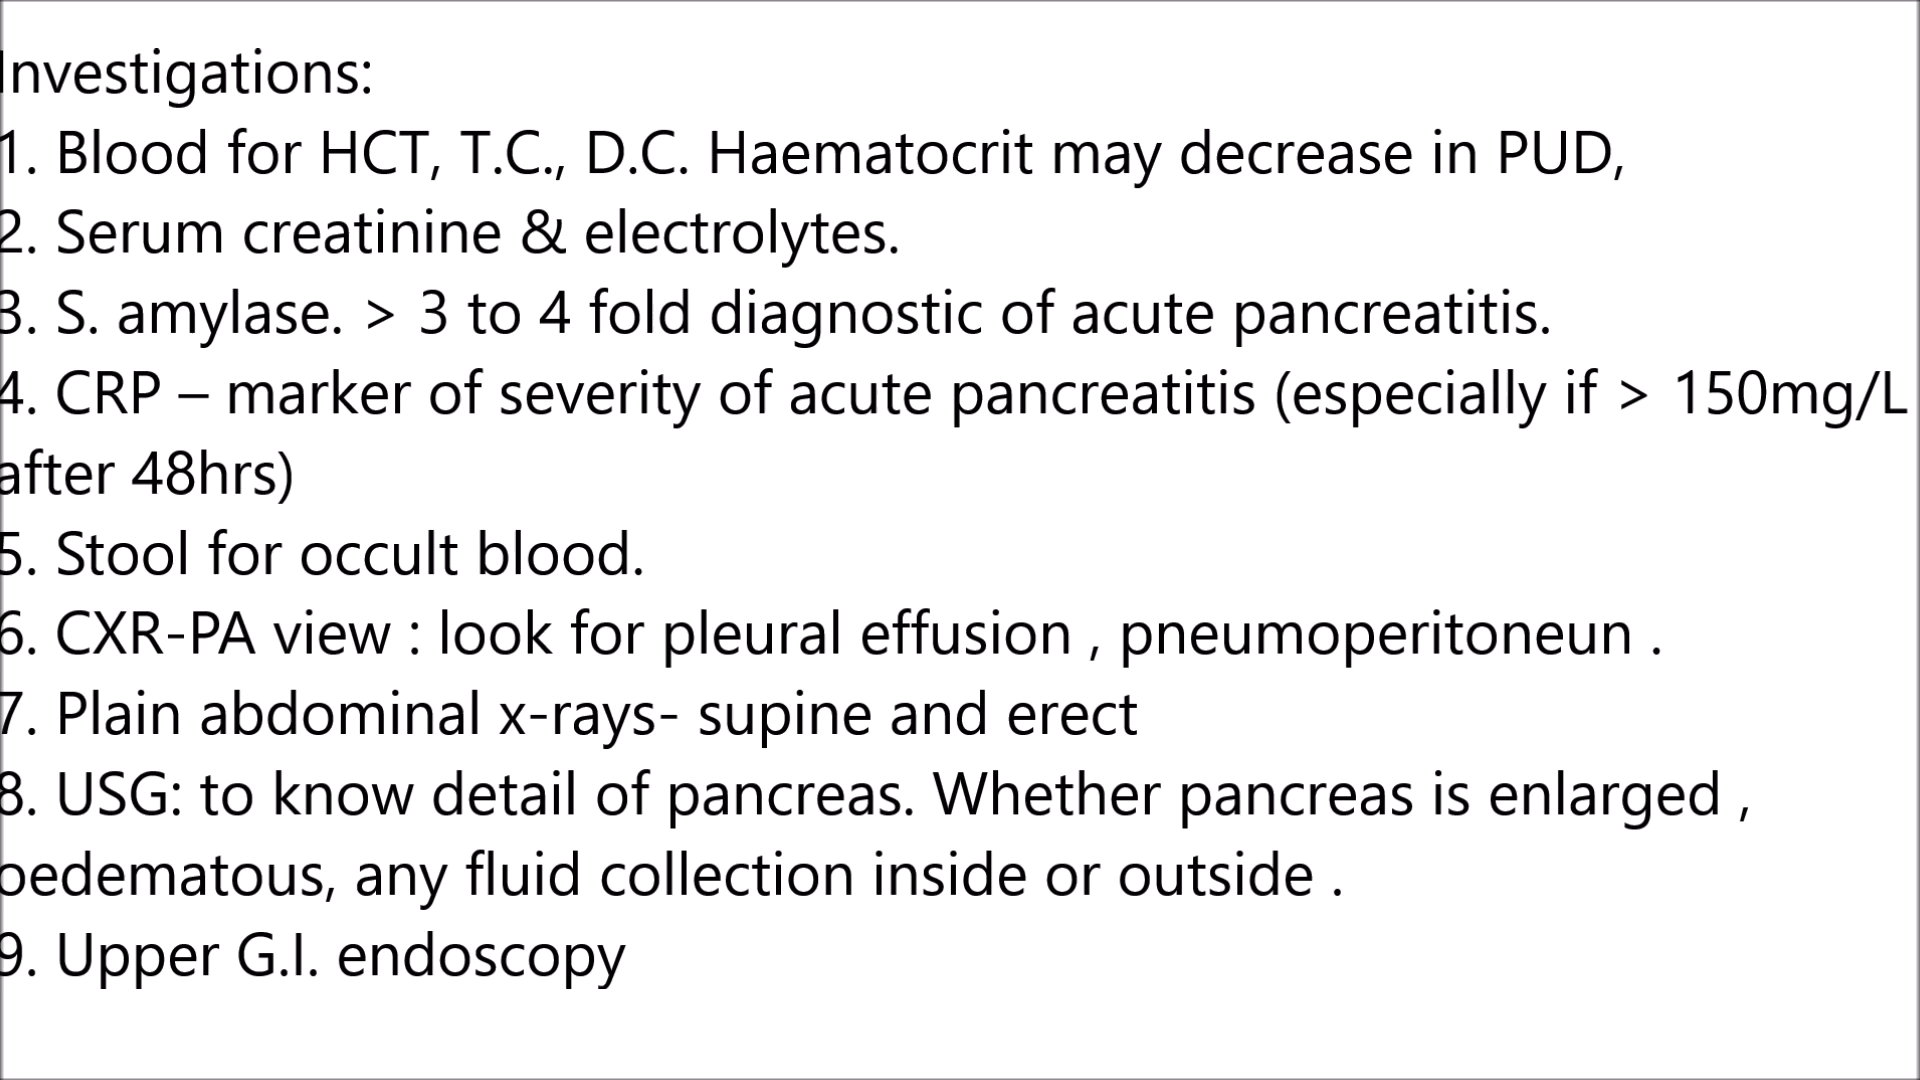 Investigations:
1. Blood for HCT, T.C., D.C. Haematocrit may decrease in PUD,
2. Serum creatinine & electrolytes.
3. S. amylase. > 3 to 4 fold diagnostic of acute pancreatitis.
4. CRP – marker of severity of acute pancreatitis (especially if > 150mg/L
after 48hrs)
5. Stool for occult blood.
6. CXR-PA view : look for pleural effusion , pneumoperitoneun .
7. Plain abdominal x-rays- supine and erect
8. USG: to know detail of pancreas. Whether pancreas is enlarged ,
oedematous, any fluid collection inside or outside .
9. Upper G.I. endoscopy